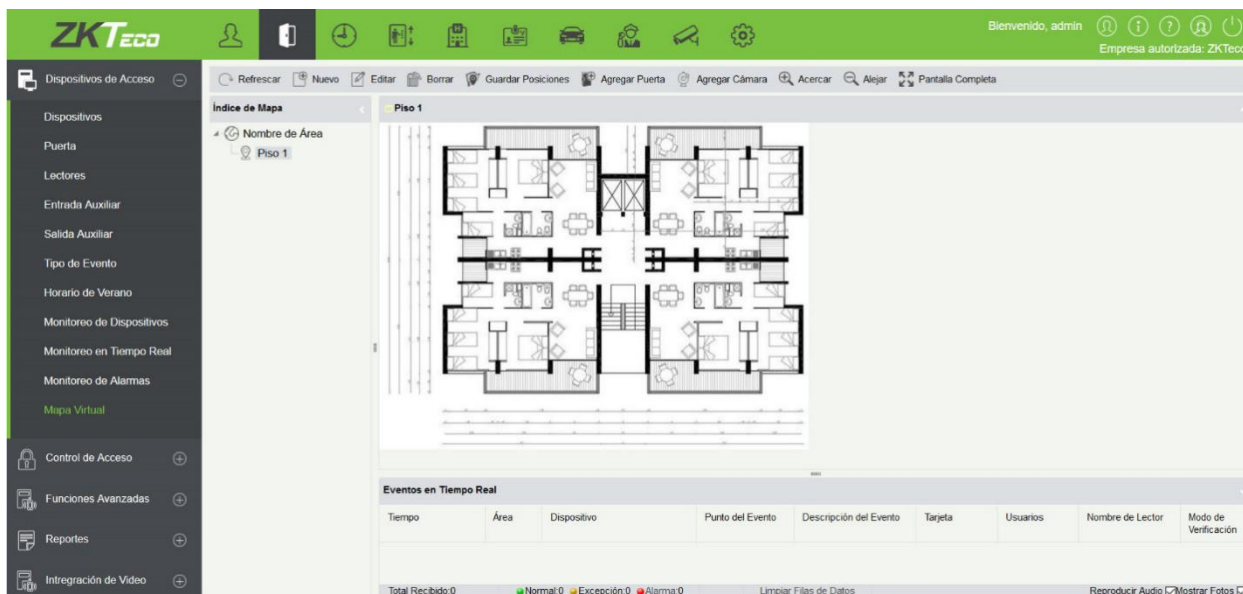 ZKTeco
Bienvenido, admin
Empresa autorizada: ZKTeco
Dispositivos de Acceso
Dispositivos
Puerta
Lectores
Entrada Auxiliar
Salida Auxiliar
Tipo de Evento
Horario de Verano
Monitoreo de Dispositivos
Monitoreo en Tiempo Real
Monitoreo de Alarmas
Mapa Virtual
Control de Acceso
Funciones Avanzadas
Reportes
Intregración de Video
Refrescar Nuevo Editar Borrar Guardar Posiciones Agregar Puerta Agregar Cámara Acercar Alejar Pantalla Completa
Índice de Mapa
Nombre de Área
Piso 1
Piso 1
Eventos en Tiempo Real
Tiempo Área Dispositivo Punto del Evento Descripción del Evento Tarjeta Usuarios Nombre de Lector Modo de Verificación
Total Recibido:0 Normal:0 Excepción:0 Alarma:0 Limpiar Filas de Datos Reproducir Audio Mostrar Fotos